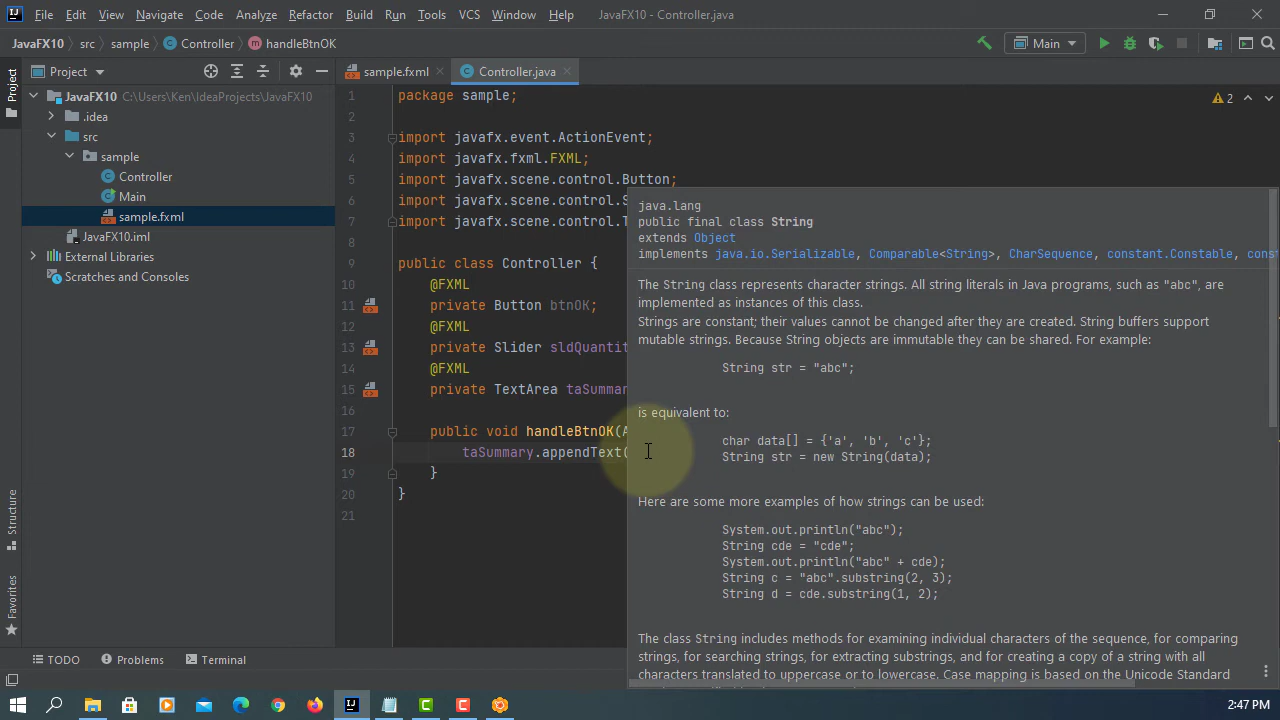 File Edit View Navigate Code Analyze Refactor Build Run Tools VCS Window Help JavaFX10 - Controller.java
JavaFX10 src sample Controller handleBtnOK Main
Project sample.fxml Controller.java
Project
JavaFX10 C:\Users\Ken\IdeaProjects\JavaFX10
.idea
src
sample
Controller
Main
sample.fxml
JavaFX10.iml
External Libraries
Scratches and Consoles
Structure
Favorites
1 package sample; 2
2
3 import javafx.event.ActionEvent;
4 import javafx.fxml.FXML;
5 import javafx.scene.control.Button;
6 import javafx.scene.control.S
7 import javafx.scene.control.T
8
9 public class Controller {
10 @FXML
11 private Button btnOK;
12 @FXML
13 private Slider sldQuantit
14 @FXML
15 private TextArea taSummar
16
17 public void handleBtnOK(A
18 taSummary.appendText(
19 }
20 }
21
java.lang
public final class String
extends Object
implements java.io.Serializable, Comparable<String>, CharSequence, constant.Constable, cons
The String class represents character strings. All string literals in Java programs, such as "abc", are
implemented as instances of this class.
Strings are constant; their values cannot be changed after they are created. String buffers support
mutable strings. Because String objects are immutable they can be shared. For example:
String str = "abc";
is equivalent to:
char data[] = {'a', 'b', 'c'};
String str = new String(data);
Here are some more examples of how strings can be used:
System.out.println("abc");
String cde = "cde";
System.out.println("abc" + cde);
String c = "abc".substring(2, 3);
String d = cde.substring(1, 2);
The class String includes methods for examining individual characters of the sequence, for comparing
strings, for searching strings, for extracting substrings, and for creating a copy of a string with all
characters translated to uppercase or to lowercase. Case mapping is based on the Unicode Standard
TODO Problems Terminal
2:47 PM